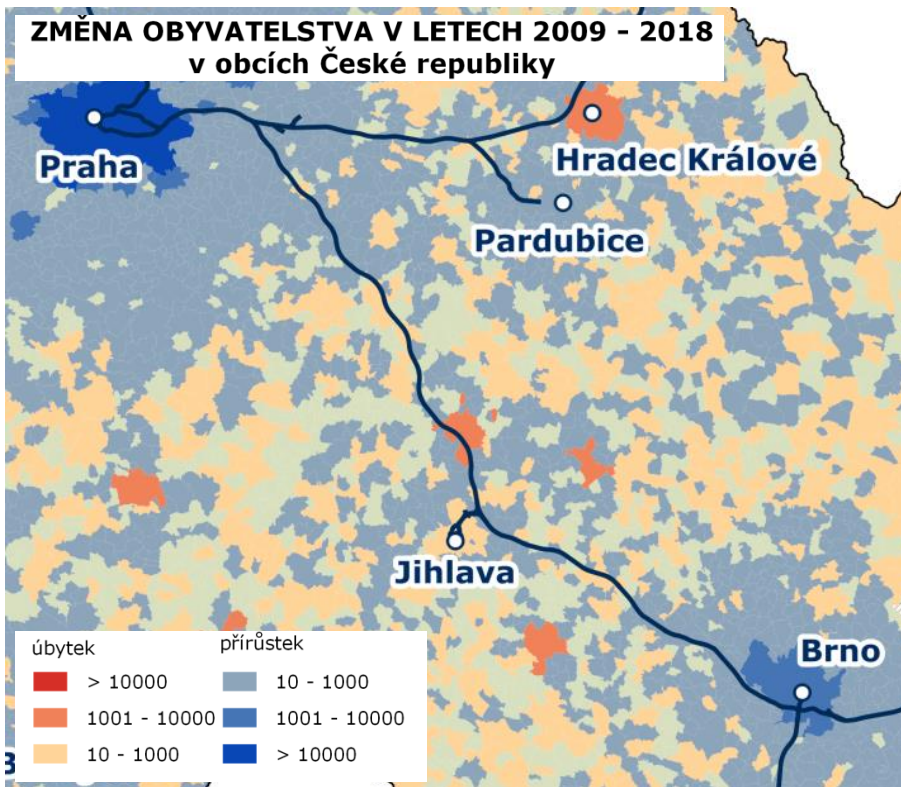 ZMĚNA OBYVATELSTVA V LETECH 2009 - 2018
v obcích České republiky
Praha
Hradec Králové
Pardubice
Jihlava
Brno
úbytek
přírůstek
> 10000
10 - 1000
1001 - 10000
1001 - 10000
10 - 1000
> 10000